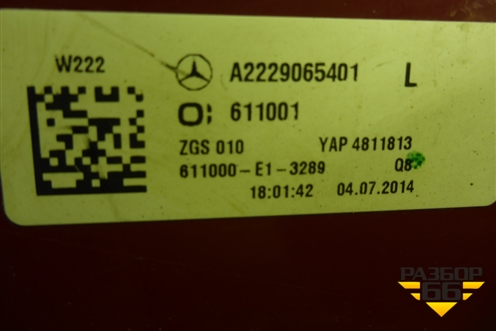 W222 A2229065401 L
O: 611001
ZGS 010 YAP 4811813
611000-E1-3289 Q8
18:01:42 04.07.2014
РАЗБОР
66